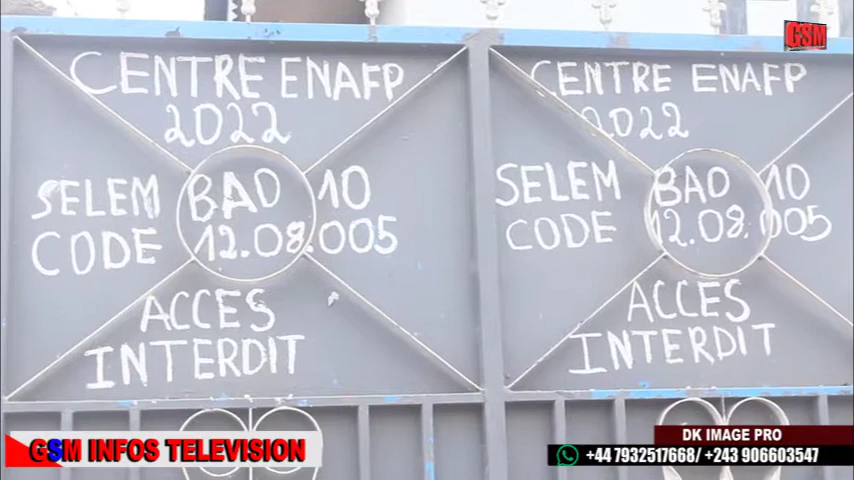 GSM
CENTRE ENAFP
2022
SELEM BAD 10
CODE 12.08.005
ACCES
INTERDIT
CENTRE ENAFP
2022
SELEM BAD 10
CODE 12.08.005
ACCES
INTERDIT
GSM INFOS TELEVISION
DK IMAGE PRO
+44 7932517668/ +243 906603547